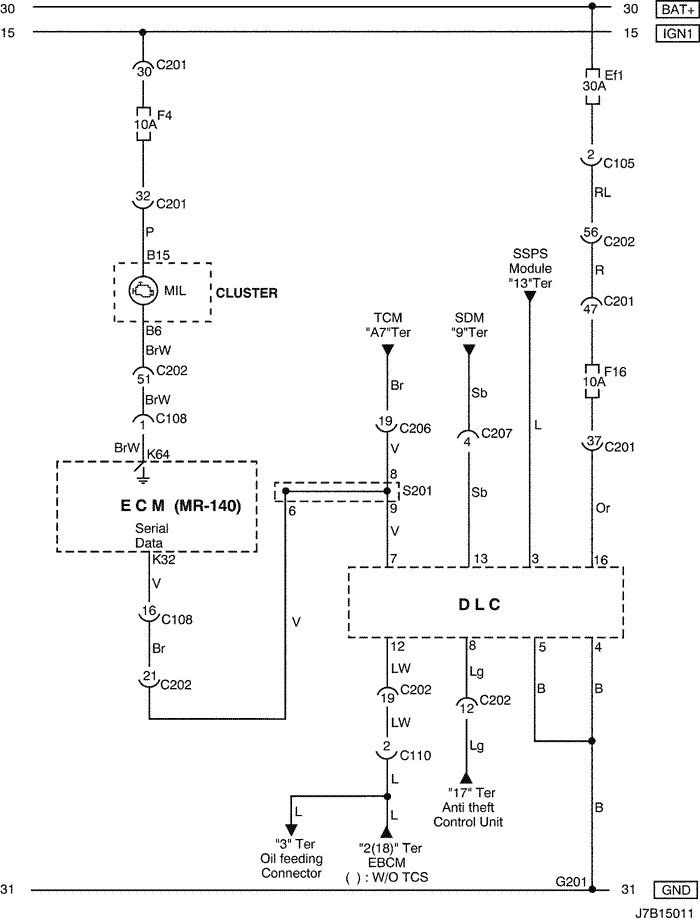 30
30
BAT+
15
15
IGN1
30
C201
F4
10A
32
C201
P
B15
MIL
CLUSTER
B6
BrW
C202
51
BrW
C108
1
BrW
K64
E C M (MR-140)
Serial
Data
K32
V
16
C108
Br
21
C202
V
6
TCM
"A7"Ter
Br
19
C206
V
8
S201
9
V
7
SDM
"9"Ter
Sb
C207
4
Sb
13
SSPS
Module
"13"Ter
L
3
Ef1
30A
2
C105
RL
56
C202
R
C201
47
F16
10A
37
C201
Or
16
D L C
12
LW
C202
19
LW
2
C110
L
L
L
"3" Ter
Oil feeding
Connector
"2(18)" Ter
EBCM
( ) : W/O TCS
8
Lg
C202
12
Lg
"17" Ter
Anti theft
Control Unit
5
B
4
B
B
G201
31
31
GND
J7B15011